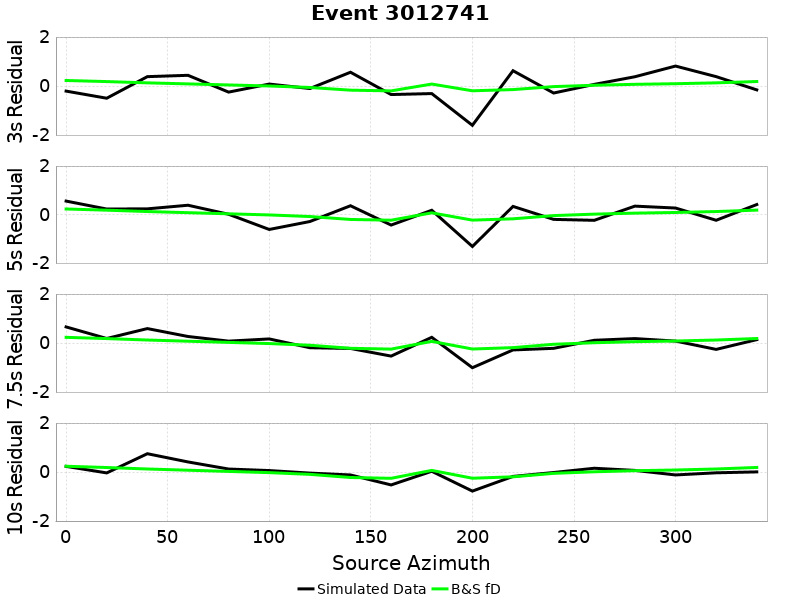 Event 3012741
3s Residual
2
0
-2
5s Residual
2
0
-2
7.5s Residual
2
0
-2
10s Residual
2
0
-2
0 50 100 150 200 250 300
Source Azimuth
Simulated Data B&S fD